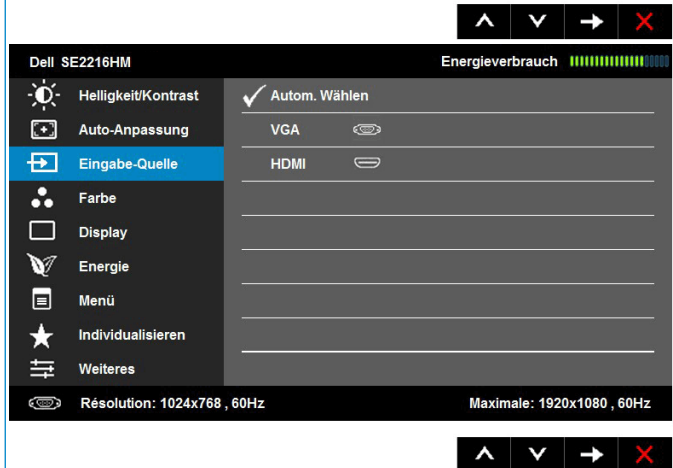 Dell SE2216HM Energieverbrauch
Helligkeit/Kontrast Autom. Wählen
Auto-Anpassung VGA
Eingabe-Quelle HDMI
Farbe
Display
Energie
Menü
Individualisieren
Weiteres
Résolution: 1024x768 , 60Hz Maximale: 1920x1080 , 60Hz